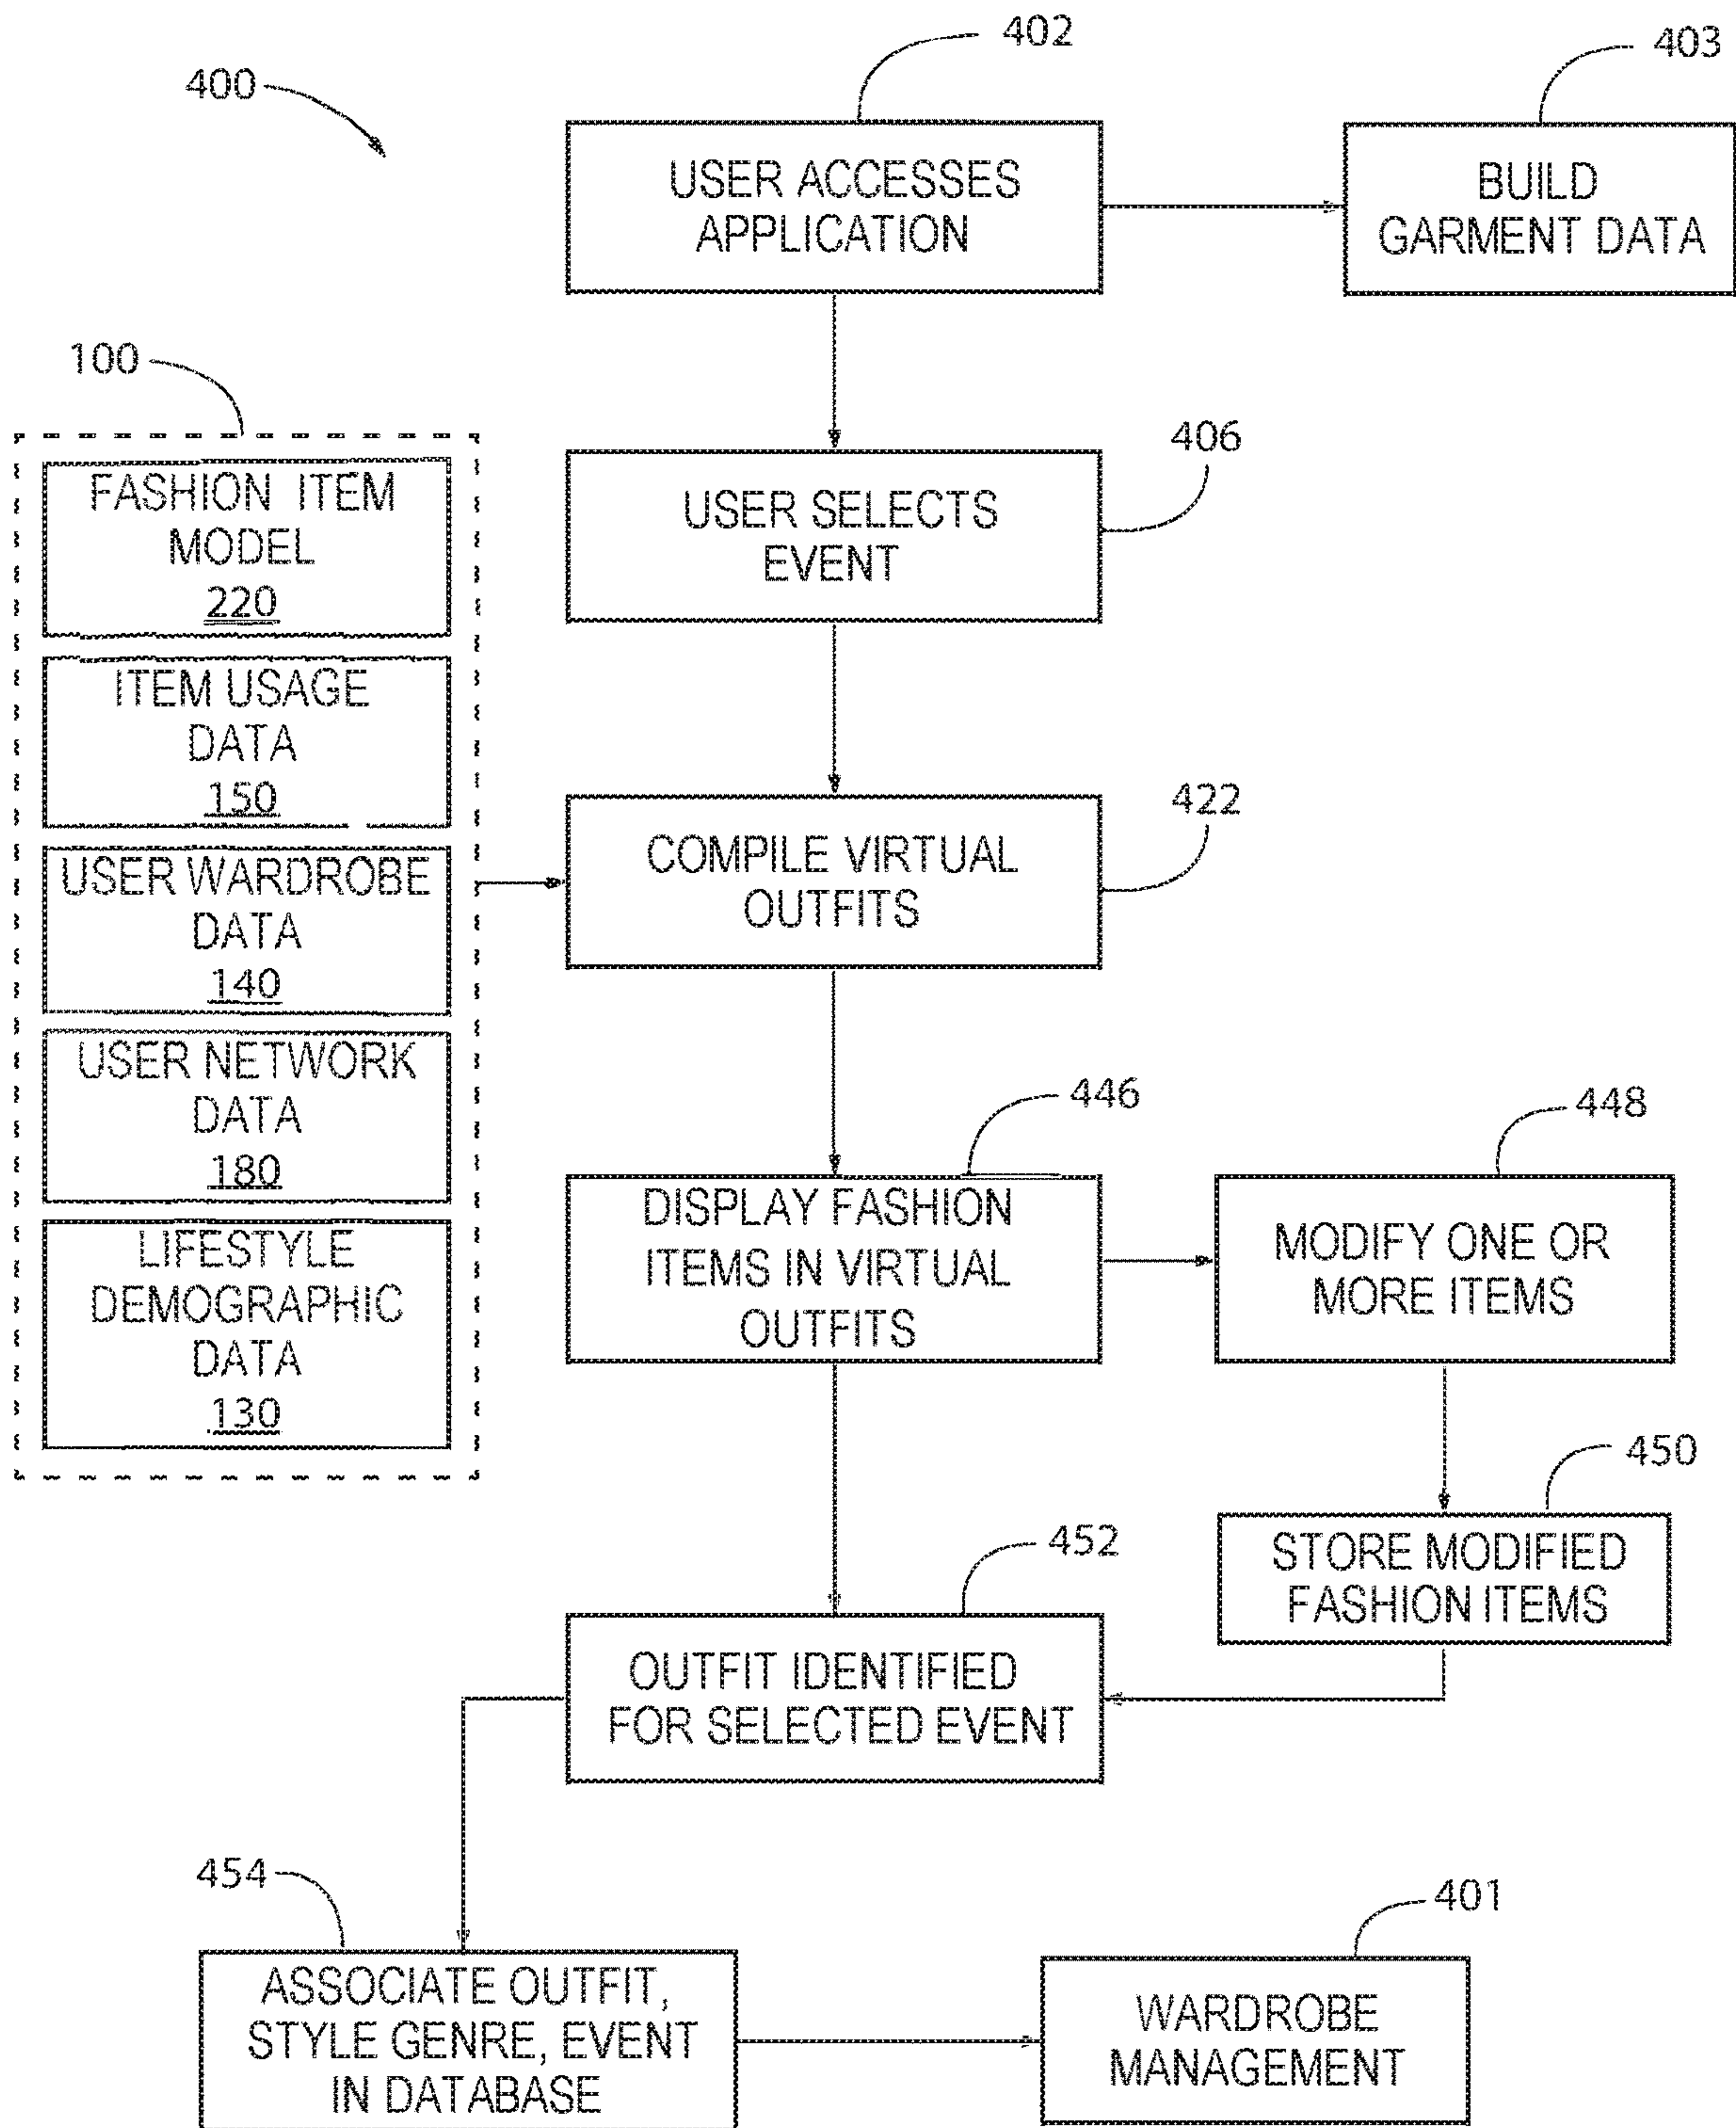 402
403
400
USER ACCESSES
APPLICATION
BUILD
GARMENT DATA
100
406
FASHION ITEM
MODEL
220
USER SELECTS
EVENT
ITEM USAGE
DATA
150
422
COMPILE VIRTUAL
OUTFITS
USER WARDROBE
DATA
140
USER NETWORK
DATA
180
446
448
DISPLAY FASHION
ITEMS IN VIRTUAL
OUTFITS
MODIFY ONE OR
MORE ITEMS
LIFESTYLE
DEMOGRAPHIC
DATA
130
450
452
STORE MODIFIED
FASHION ITEMS
OUTFIT IDENTIFIED
FOR SELECTED EVENT
454
401
ASSOCIATE OUTFIT,
STYLE GENRE, EVENT
IN DATABASE
WARDROBE
MANAGEMENT